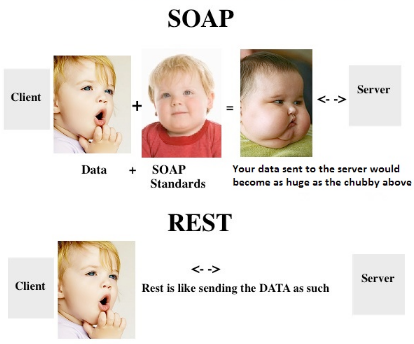 SOAP
Client
+
=
<- ->
Server
Data + SOAP
Standards
Your data sent to the server would
become as huge as the chubby above
REST
Client
<- ->
Rest is like sending the DATA as such
Server